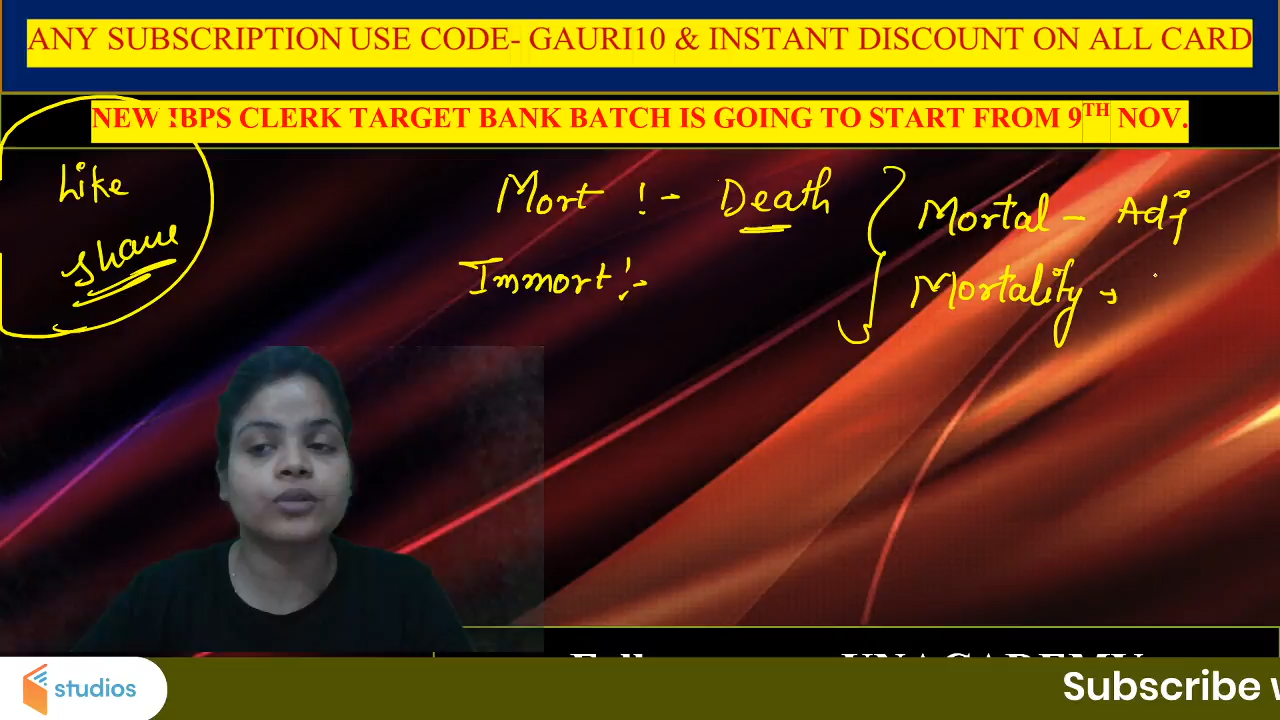 ANY SUBSCRIPTION USE CODE- GAURI10 & INSTANT DISCOUNT ON ALL CARD
NEW IBPS CLERK TARGET BANK BATCH IS GOING TO START FROM 9TH NOV.
Like
share
Mort :- Death
Immort :-
Mortal - Adj
Mortality →
studios
Subscribe